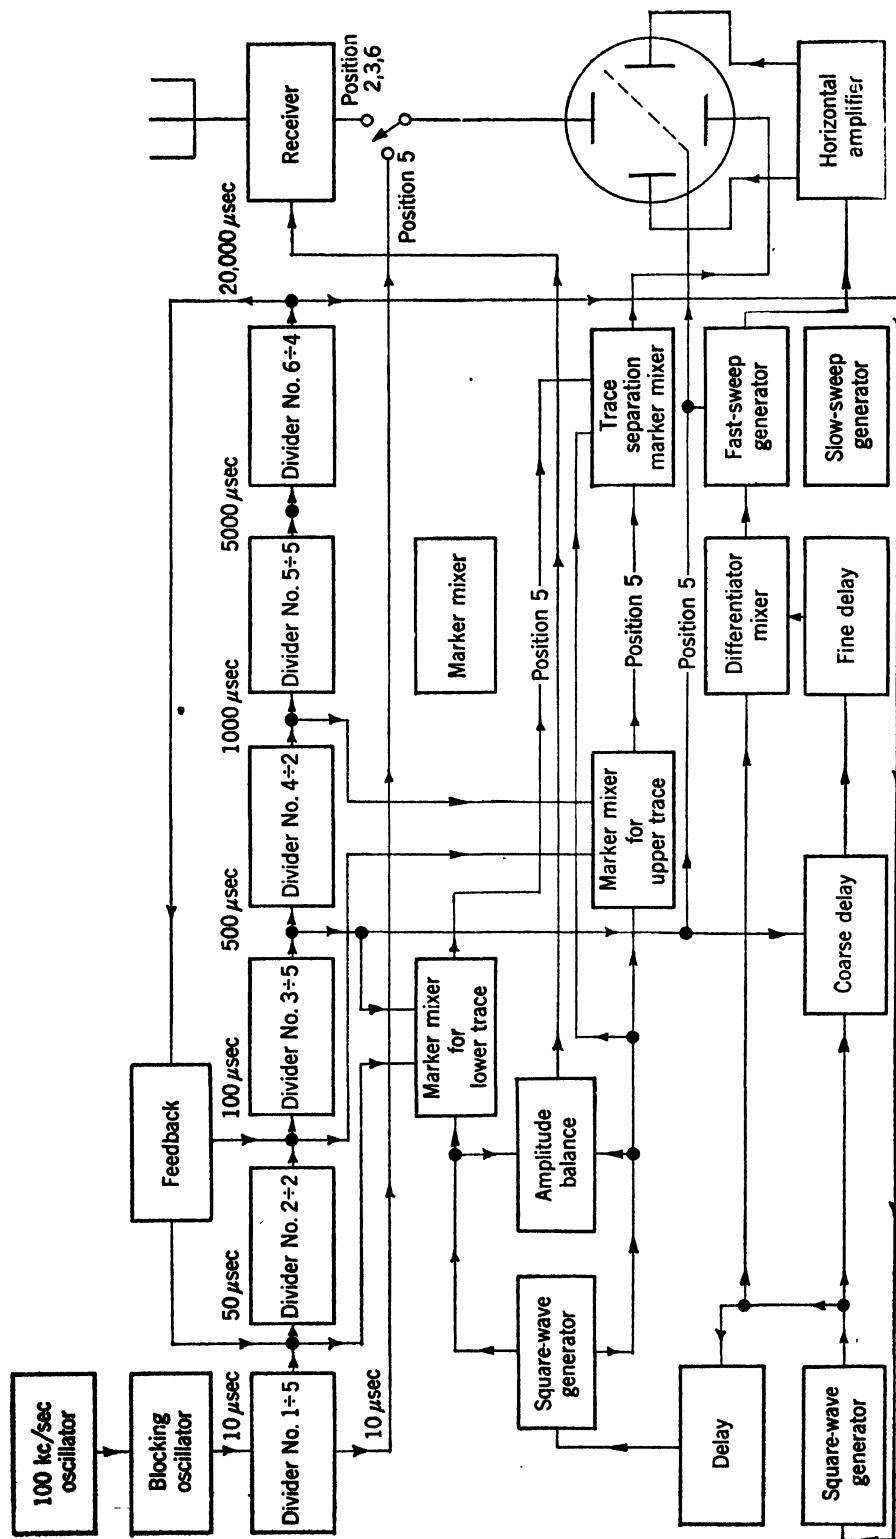 100 kc/sec
oscillator
Blocking
oscillator
10 μsec
Divider No. 1÷5
10 μsec
50 μsec
Divider No. 2÷2
100 μsec
Divider No. 3÷5
500 μsec
Divider No. 4÷2
1000 μsec
Divider No. 5÷5
5000 μsec
Divider No. 6÷4
20,000 μsec
Feedback
Receiver
Position
2,3,6
Position 5
Marker mixer
for
lower trace
Marker mixer
Position 5
Square-wave
generator
Amplitude
balance
Marker mixer
for
upper trace
Position 5
Trace
separation
marker mixer
Position 5
Delay
Differentiator
mixer
Fast-sweep
generator
Square-wave
generator
Coarse delay
Fine delay
Slow-sweep
generator
Horizontal
amplifier